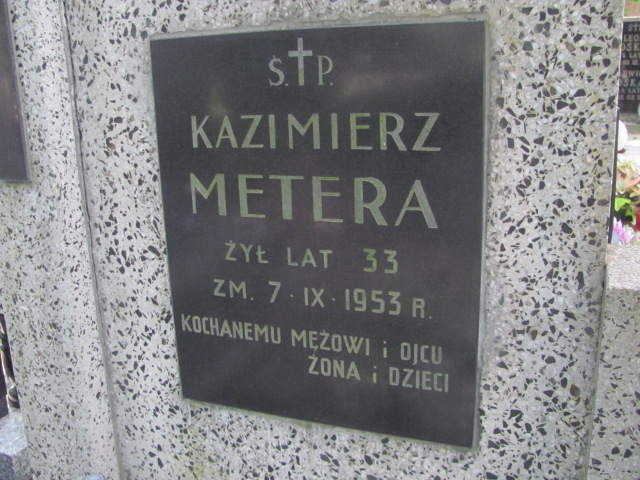 Ś.†P.
KAZIMIERZ
METERA
ŻYŁ LAT 33
ZM. 7·IX·1953 R.
KOCHANEMU MĘŻOWI i OJCU
ŻONA i DZIECI